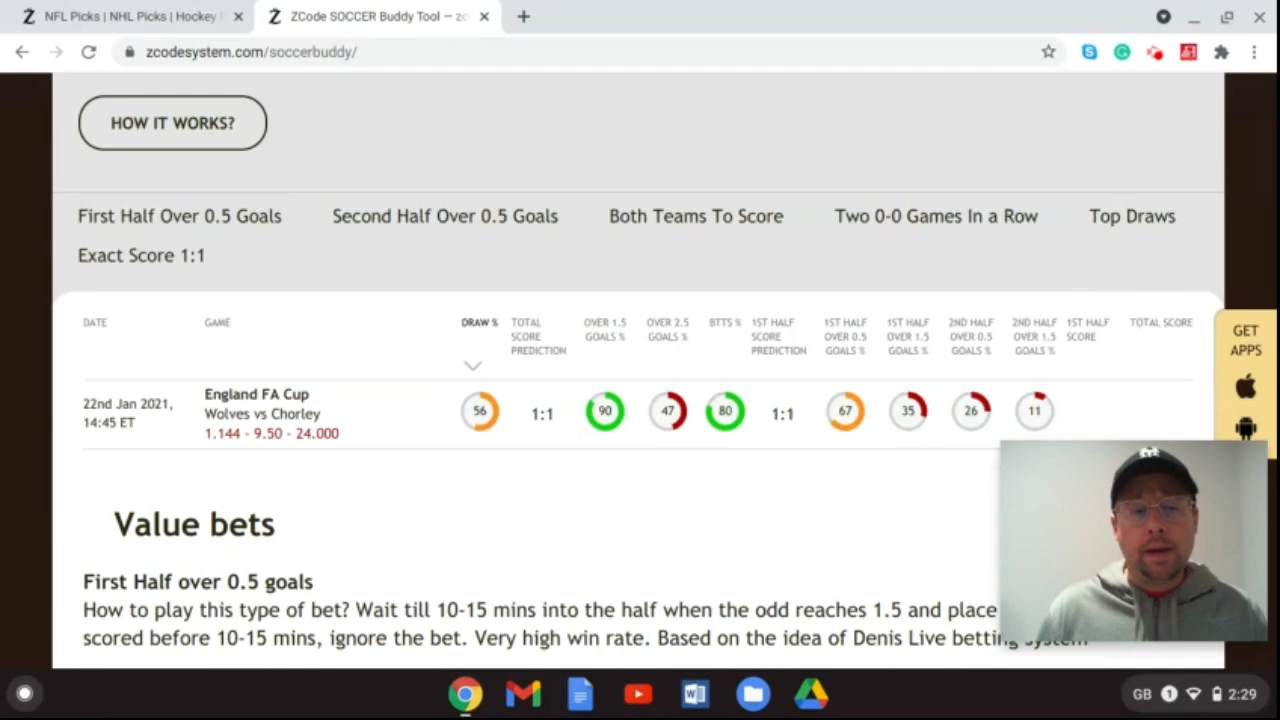 NFL Picks | NHL Picks | Hockey
ZCode SOCCER Buddy Tool — zc
zcodesystem.com/soccerbuddy/
HOW IT WORKS?
First Half Over 0.5 Goals
Second Half Over 0.5 Goals
Both Teams To Score
Two 0-0 Games In a Row
Top Draws
Exact Score 1:1
DATE
GAME
DRAW %
TOTAL SCORE PREDICTION
OVER 1.5 GOALS %
OVER 2.5 GOALS %
BTTS %
1ST HALF SCORE PREDICTION
1ST HALF OVER 0.5 GOALS %
1ST HALF OVER 1.5 GOALS %
2ND HALF OVER 0.5 GOALS %
2ND HALF OVER 1.5 GOALS %
1ST HALF SCORE
TOTAL SCORE
22nd Jan 2021,
14:45 ET
England FA Cup
Wolves vs Chorley
1.144 - 9.50 - 24.000
56
1:1
90
47
80
1:1
67
35
26
11
GET
APPS
Value bets
First Half over 0.5 goals
How to play this type of bet? Wait till 10-15 mins into the half when the odd reaches 1.5 and place
scored before 10-15 mins, ignore the bet. Very high win rate. Based on the idea of Denis Live betting system
GB 1 2:29